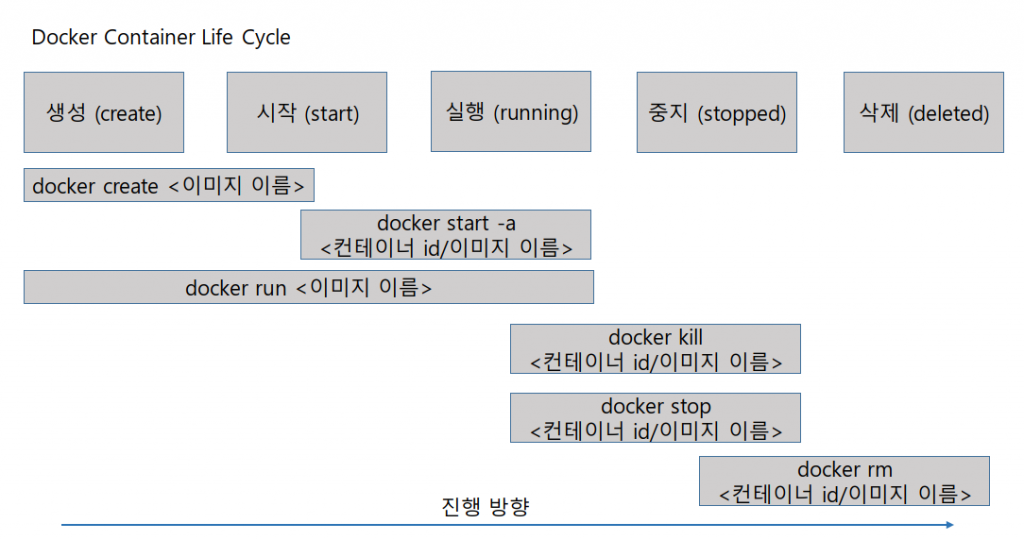 Docker Container Life Cycle
생성 (create)
시작 (start)
실행 (running)
중지 (stopped)
삭제 (deleted)
docker create <이미지 이름>
docker start -a
<컨테이너 id/이미지 이름>
docker run <이미지 이름>
docker kill
<컨테이너 id/이미지 이름>
docker stop
<컨테이너 id/이미지 이름>
docker rm
<컨테이너 id/이미지 이름>
진행 방향